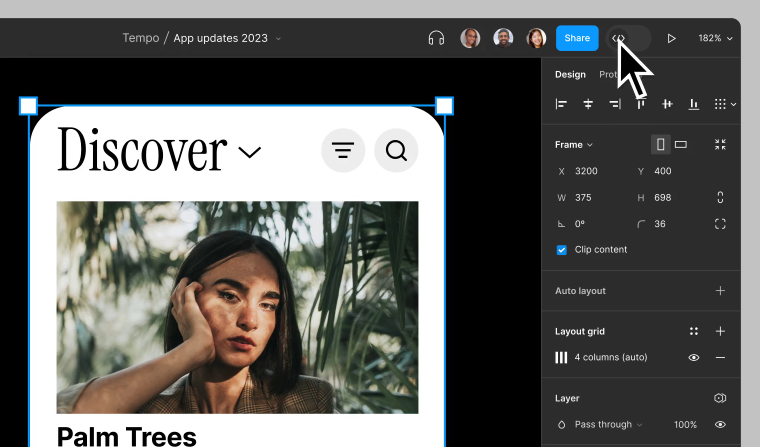 Tempo / App updates 2023
Share
182%
Design
Discover
Frame
X 3200 Y 400
W 375 H 698
0° 36
Clip content
Auto layout
Layout grid
4 columns (auto)
Layer
Pass through 100%
Palm Trees